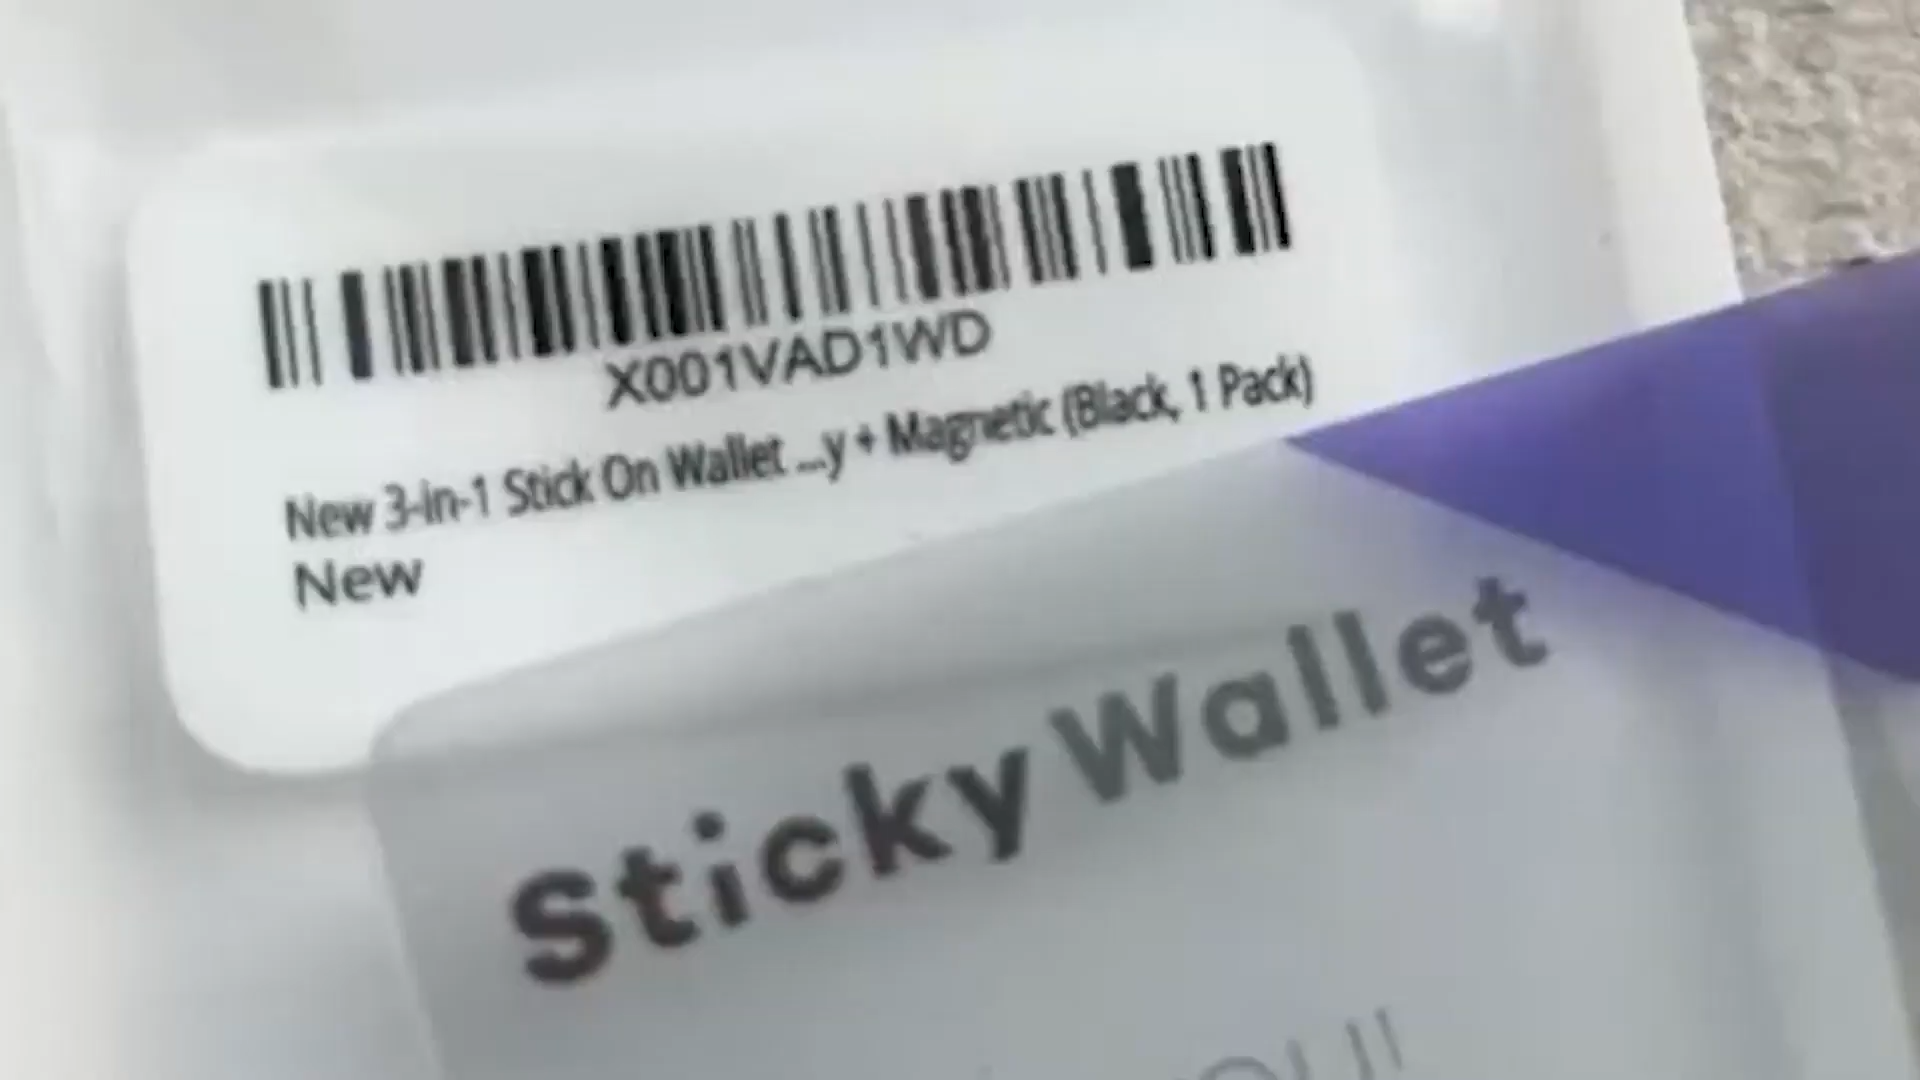 X001VAD1WD
New 3-in-1 Stick On Wallet ...y + Magnetic (Black, 1 Pack)
New
Sticky Wallet